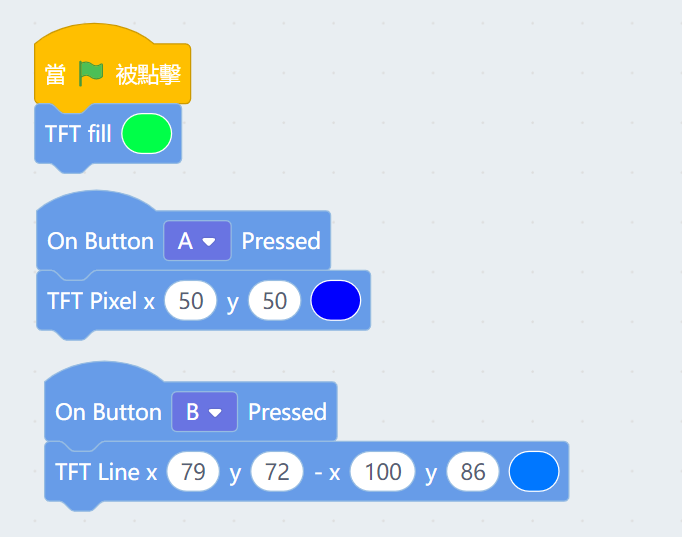 當 被點擊
TFT fill
On Button A Pressed
TFT Pixel x 50 y 50
On Button B Pressed
TFT Line x 79 y 72 - x 100 y 86